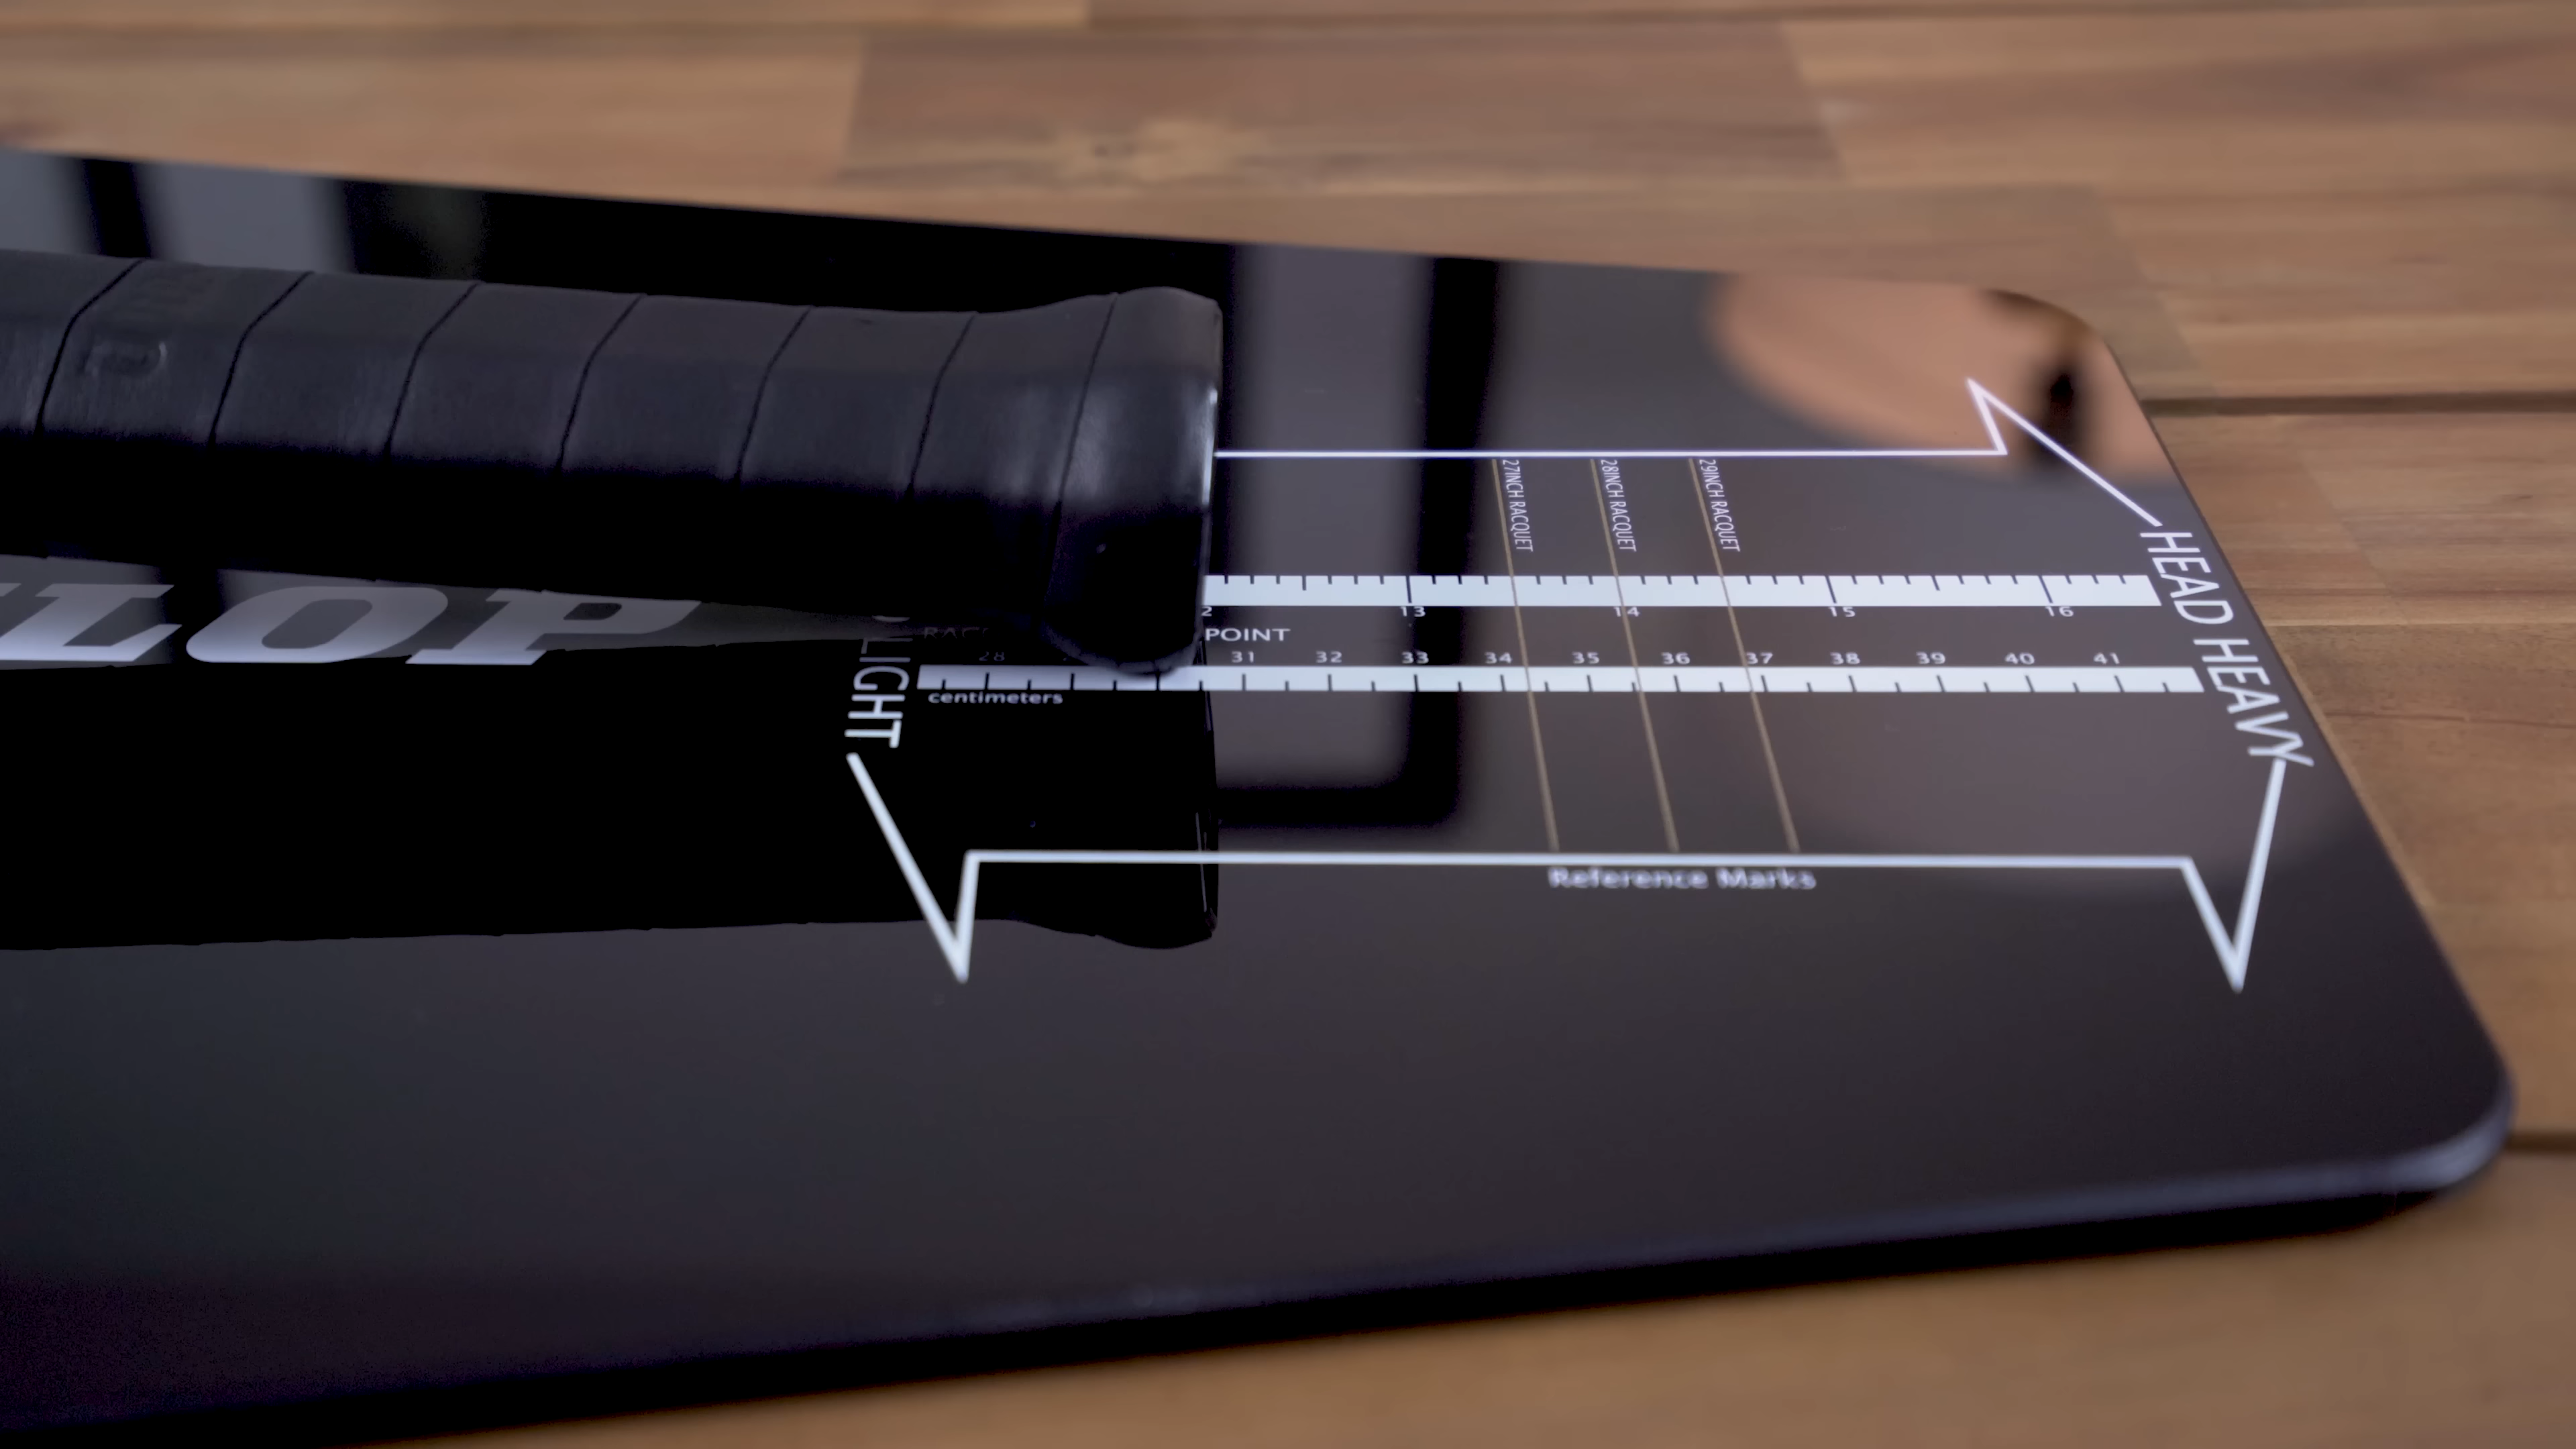 27INCH RACQUET
28INCH RACQUET
29INCH RACQUET
HEAD HEAVY
LOP
LIGHT
2 13 14 15 16
POINT
28 31 32 33 34 35 36 37 38 39 40 41
centimeters
Reference Marks